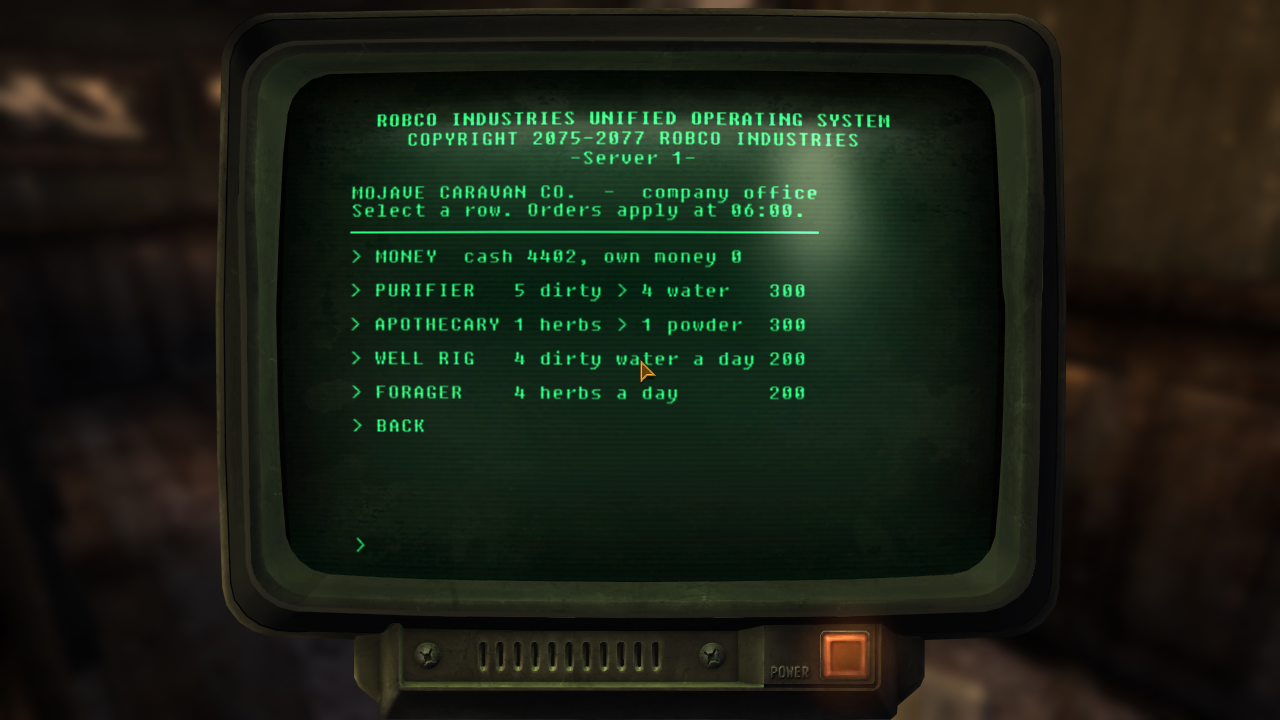 ROBCO INDUSTRIES UNIFIED OPERATING SYSTEM
COPYRIGHT 2075-2077 ROBCO INDUSTRIES
-Server 1-
MOJAVE CARAVAN CO. - company office
Select a row. Orders apply at 06:00.
> MONEY cash 4402, own money 0
> PURIFIER 5 dirty > 4 water 300
> APOTHECARY 1 herbs > 1 powder 300
> WELL RIG 4 dirty water a day 200
> FORAGER 4 herbs a day 200
> BACK
>
POWER